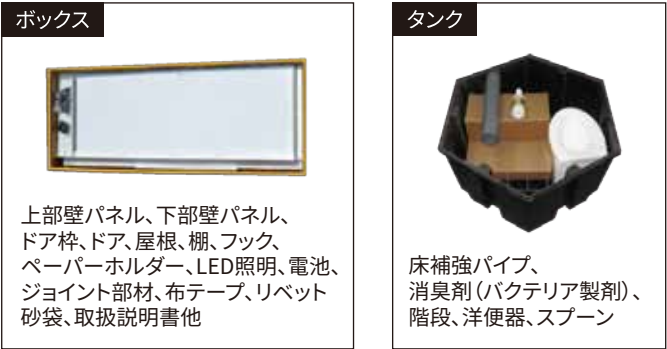 ボックス
上部壁パネル、下部壁パネル、
ドア枠、ドア、屋根、棚、フック、
ペーパーホルダー、LED照明、電池、
ジョイント部材、布テープ、リベット
砂袋、取扱説明書他
タンク
床補強パイプ、
消臭剤（バクテリア製剤）、
階段、洋便器、スプーン